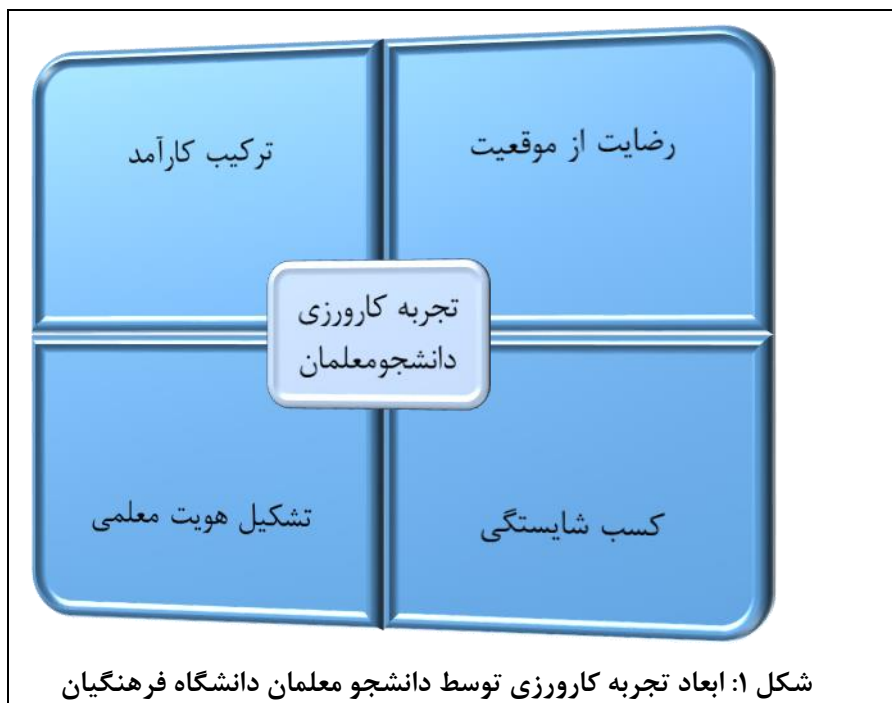 رضایت از موقعیت
ترکیب کارآمد
تجربه کارورزی
دانشجومعلمان
کسب شایستگی
تشکیل هویت معلمی
شکل ۱: ابعاد تجربه کارورزی توسط دانشجو معلمان دانشگاه فرهنگیان